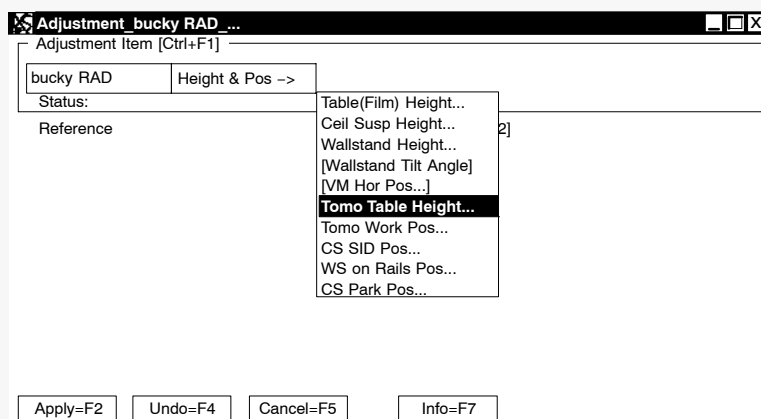 Adjustment_bucky RAD_...
Adjustment Item [Ctrl+F1]
bucky RAD Height & Pos –>
Status:
Reference 2]
Table(Film) Height...
Ceil Susp Height...
Wallstand Height...
[Wallstand Tilt Angle]
[VM Hor Pos...]
Tomo Table Height...
Tomo Work Pos...
CS SID Pos...
WS on Rails Pos...
CS Park Pos...
Apply=F2 Undo=F4 Cancel=F5 Info=F7